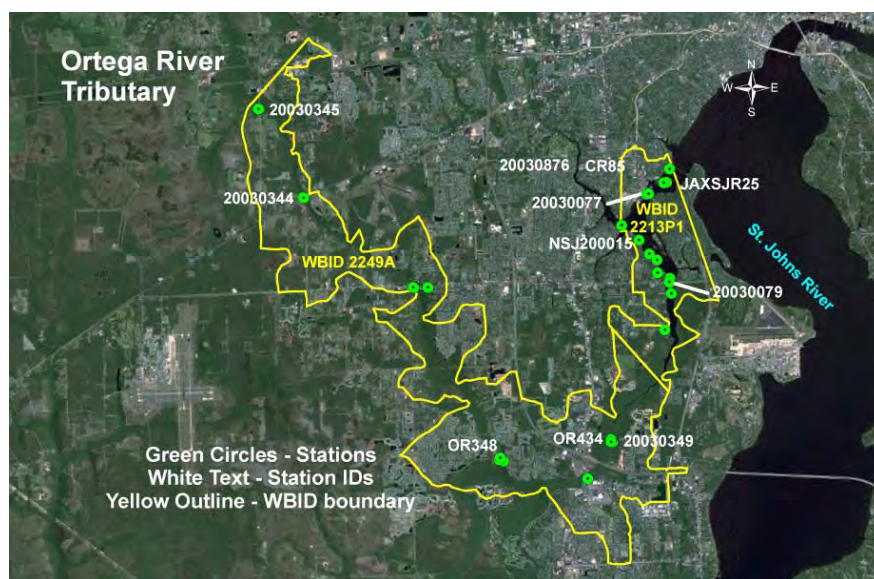 Ortega River
Tributary
N
W E
S
20030345
20030876
CR85
JAXSJR25
20030344
20030077
WBID
2213P1
NSJ200015
St. Johns River
WBID 2249A
20030079
OR348
OR434
20030349
Green Circles - Stations
White Text - Station IDs
Yellow Outline - WBID boundary